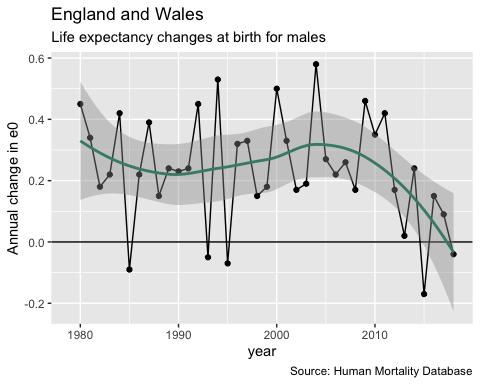 England and Wales
Life expectancy changes at birth for males
Annual change in e0
0.6
0.4
0.2
0.0
-0.2
1980
1990
2000
2010
year
Source: Human Mortality Database